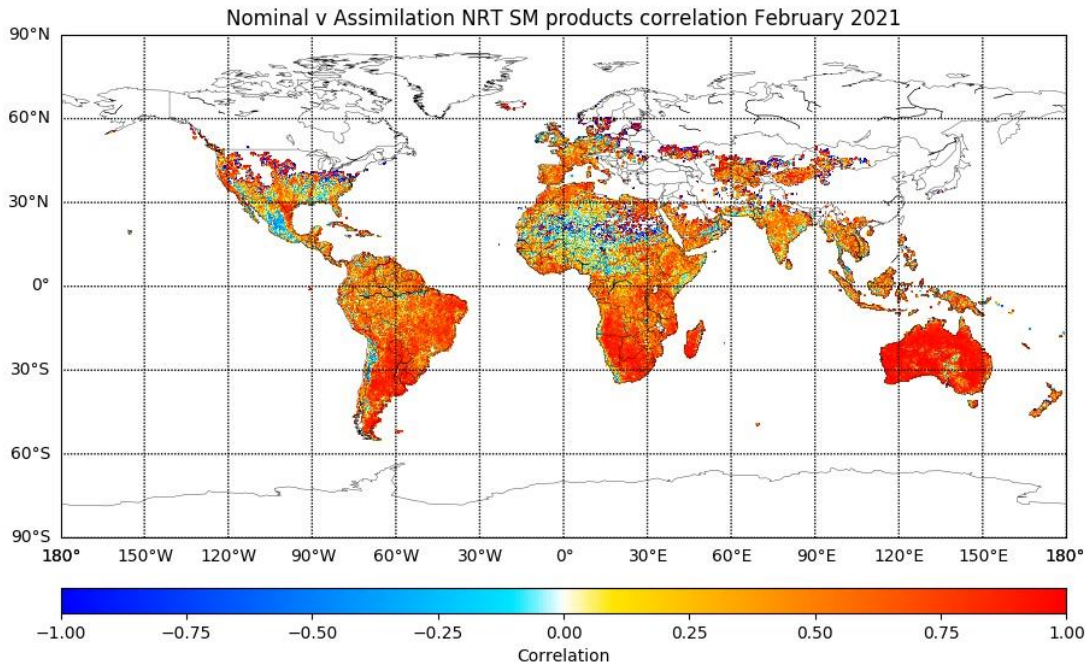 Nominal v Assimilation NRT SM products correlation February 2021
90°N
60°N
30°N
0°
30°S
60°S
90°S
180° 150°W 120°W 90°W 60°W 30°W 0° 30°E 60°E 90°E 120°E 150°E 180°
−1.00 −0.75 −0.50 −0.25 0.00 0.25 0.50 0.75 1.00
Correlation